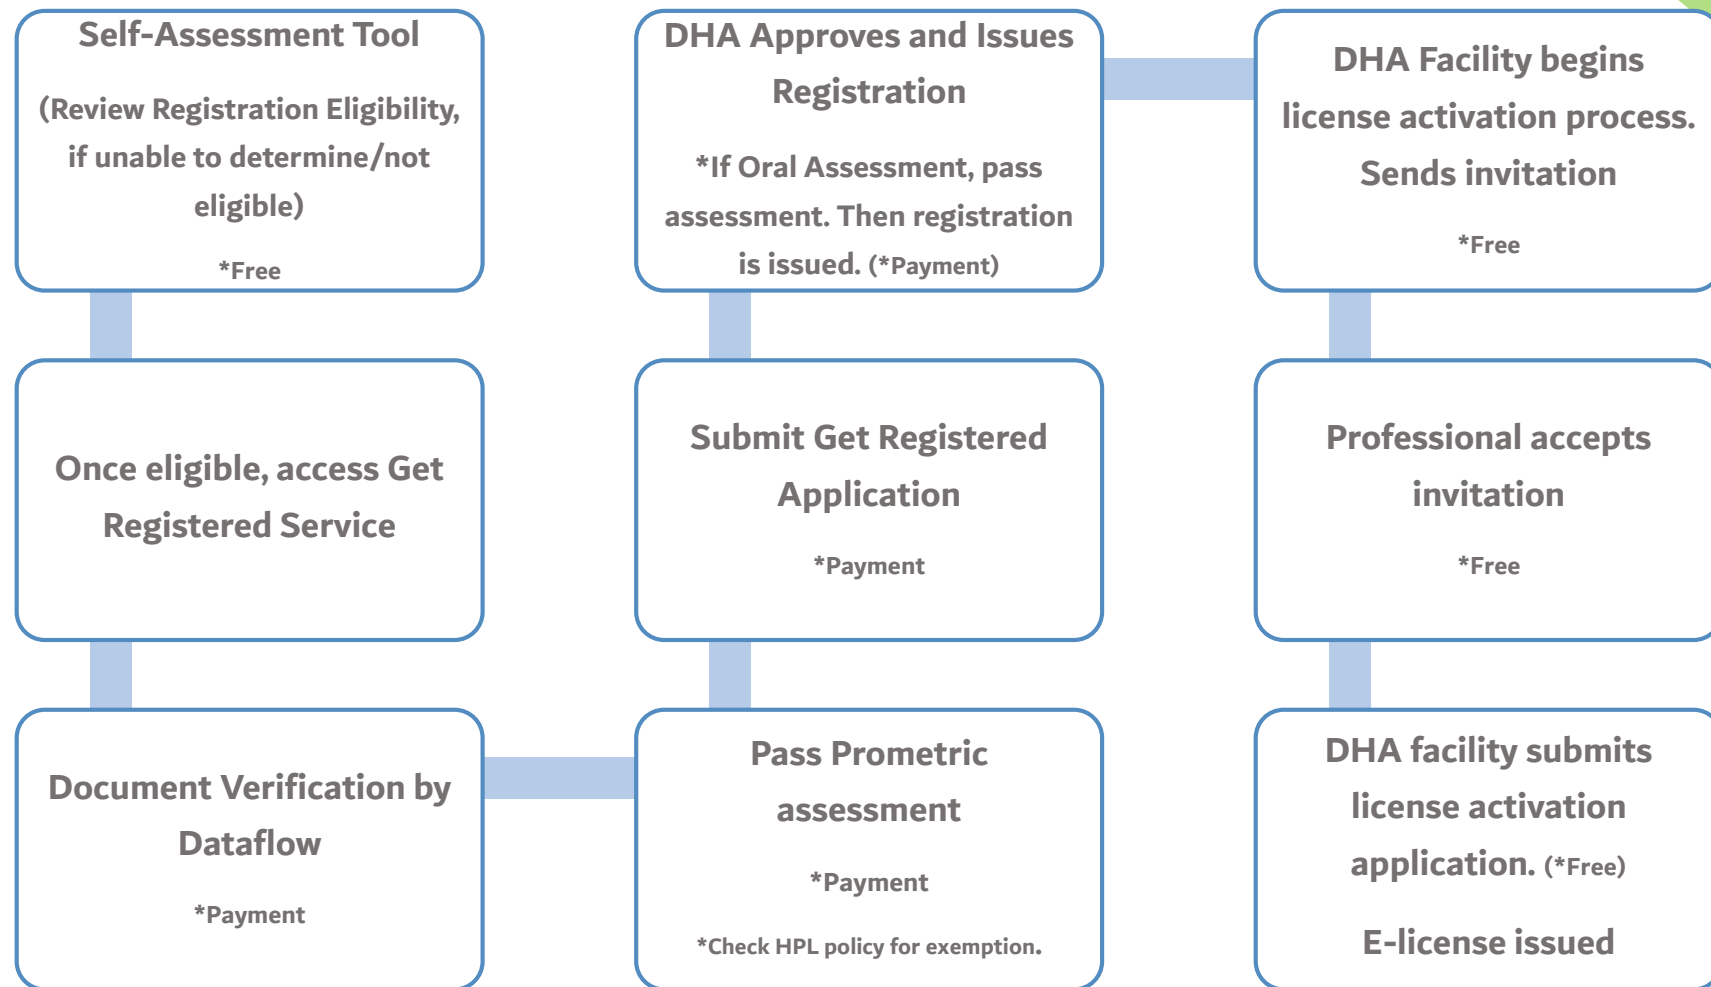 Self-Assessment Tool
(Review Registration Eligibility,
if unable to determine/not
eligible)
*Free
Once eligible, access Get
Registered Service
Document Verification by
Dataflow
*Payment
Pass Prometric
assessment
*Payment
*Check HPL policy for exemption.
Submit Get Registered
Application
*Payment
DHA Approves and Issues
Registration
*If Oral Assessment, pass
assessment. Then registration
is issued. (*Payment)
DHA Facility begins
license activation process.
Sends invitation
*Free
Professional accepts
invitation
*Free
DHA facility submits
license activation
application. (*Free)
E-license issued